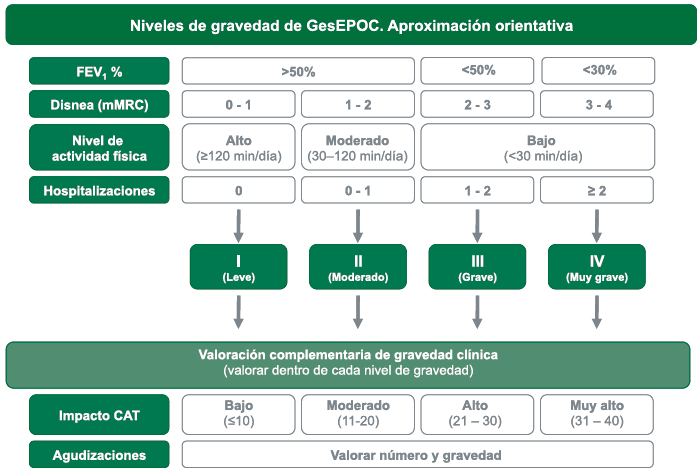 Niveles de gravedad de GesEPOC. Aproximación orientativa
FEV1 % >50% <50% <30%
Disnea (mMRC) 0 - 1 1 - 2 2 - 3 3 - 4
Nivel de actividad física Alto (≥120 min/día) Moderado (30–120 min/día) Bajo (<30 min/día)
Hospitalizaciones 0 0 - 1 1 - 2 ≥ 2
I II III IV
(Leve) (Moderado) (Grave) (Muy grave)
Valoración complementaria de gravedad clínica
(valorar dentro de cada nivel de gravedad)
Impacto CAT Bajo (≤10) Moderado (11-20) Alto (21 – 30) Muy alto (31 – 40)
Agudizaciones Valorar número y gravedad